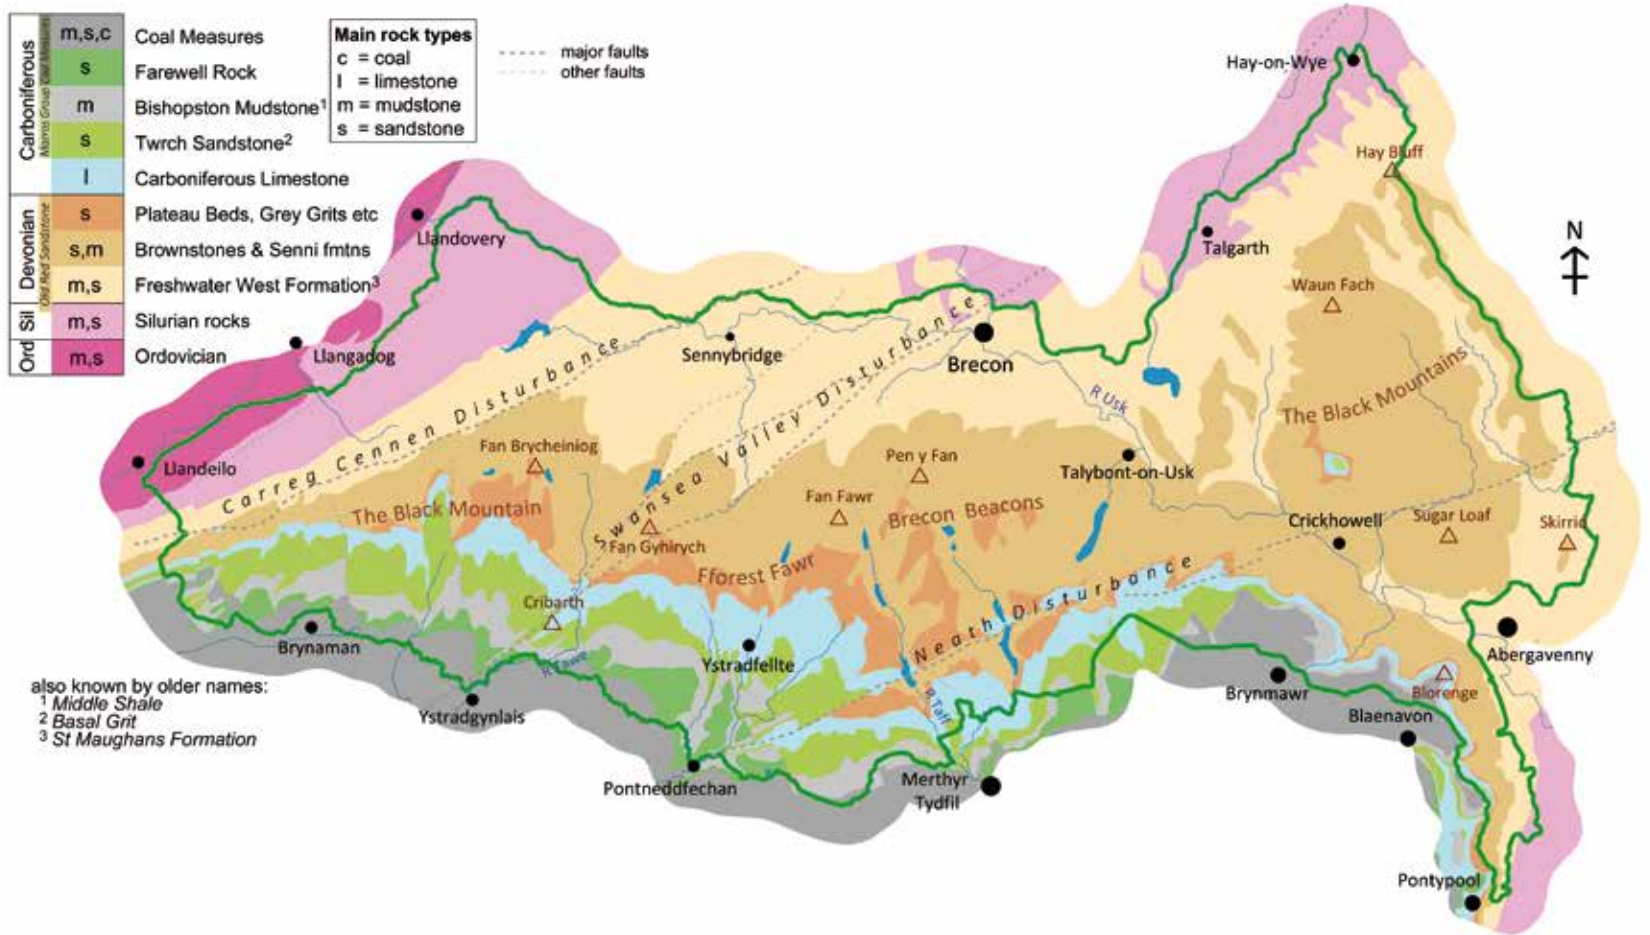 Carboniferous
Marros Group
Coal Measures
m,s,c Coal Measures
s Farewell Rock
m Bishopston Mudstone¹
s Twrch Sandstone²
l Carboniferous Limestone
Devonian
Old Red Sandstone
s Plateau Beds, Grey Grits etc
s,m Brownstones & Senni fmtns
m,s Freshwater West Formation³
Sil
m,s Silurian rocks
Ord
m,s Ordovician
Main rock types
c = coal
l = limestone
m = mudstone
s = sandstone
major faults
other faults
N
Hay-on-Wye
Hay Bluff
Llandovery
Talgarth
Waun Fach
Llangadog
Sennybridge
Brecon
R Usk
The Black Mountains
Carreg Cennen Disturbance
Swansea Valley Disturbance
Fan Brycheiniog
Llandeilo
Pen y Fan
Talybont-on-Usk
The Black Mountain
Fan Fawr
Brecon Beacons
Crickhowell
Sugar Loaf
Skirrid
Fan Gyhirych
Fforest Fawr
Neath Disturbance
Cribarth
Brynaman
R Tawe
Ystradfellte
Abergavenny
Ystradgynlais
R Taff
Brynmawr
Blorenge
Blaenavon
Pontneddfechan
Merthyr
Tydfil
Pontypool
also known by older names:
¹ Middle Shale
² Basal Grit
³ St Maughans Formation